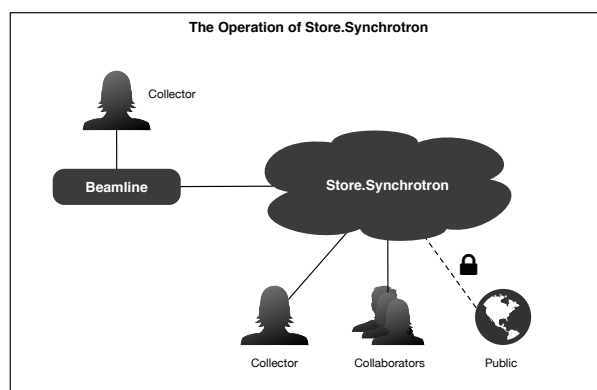 The Operation of Store.Synchrotron
Collector
Beamline
Store.Synchrotron
Collector
Collaborators
Public